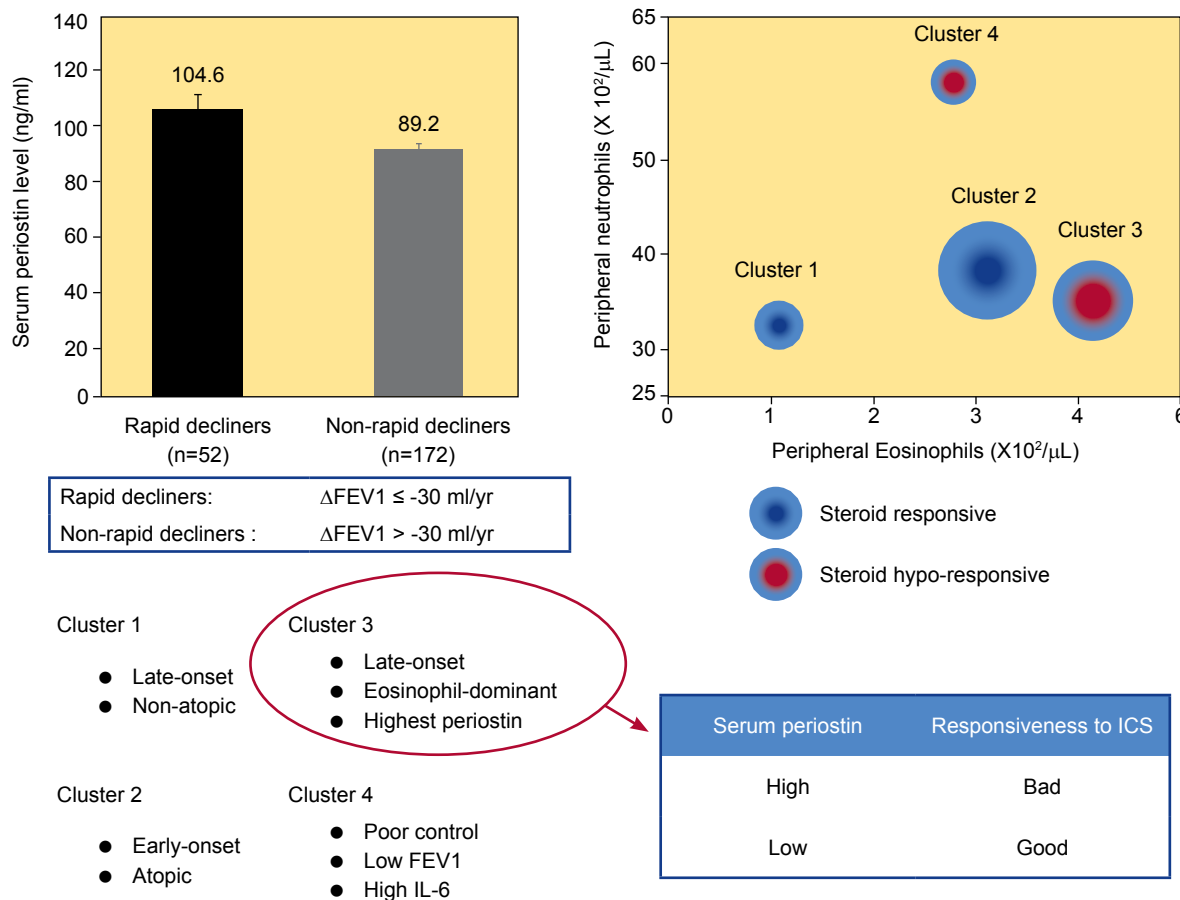 Serum periostin level (ng/ml)
140
120
100
80
60
40
20
0
104.6
89.2
Rapid decliners
(n=52)
Non-rapid decliners
(n=172)
Rapid decliners: ΔFEV1 ≤ -30 ml/yr
Non-rapid decliners : ΔFEV1 > -30 ml/yr
Peripheral neutrophils (X 10²/μL)
65
60
50
40
30
25
Cluster 4
Cluster 2
Cluster 3
Cluster 1
0 1 2 3 4 6
Peripheral Eosinophils (X10²/μL)
Steroid responsive
Steroid hypo-responsive
Cluster 1
● Late-onset
● Non-atopic
Cluster 3
● Late-onset
● Eosinophil-dominant
● Highest periostin
Cluster 2
● Early-onset
● Atopic
Cluster 4
● Poor control
● Low FEV1
● High IL-6
Serum periostin Responsiveness to ICS
High Bad
Low Good